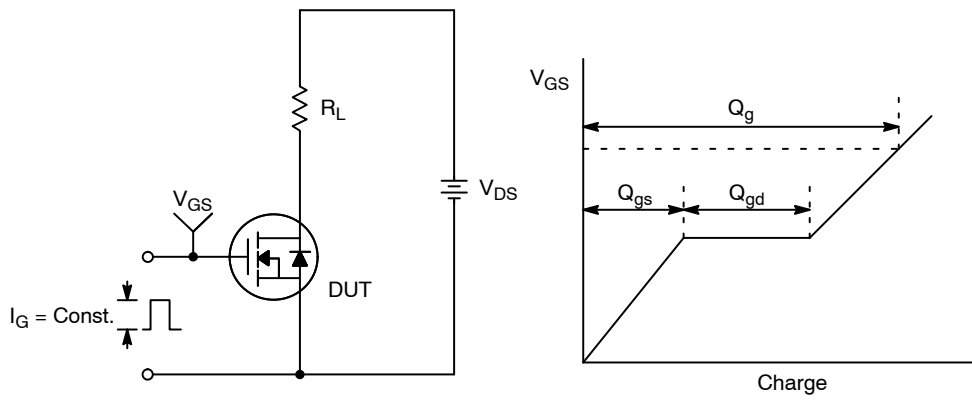 R_L
V_GS
V_DS
DUT
I_G = Const.
V_GS
Q_g
Q_gs
Q_gd
Charge